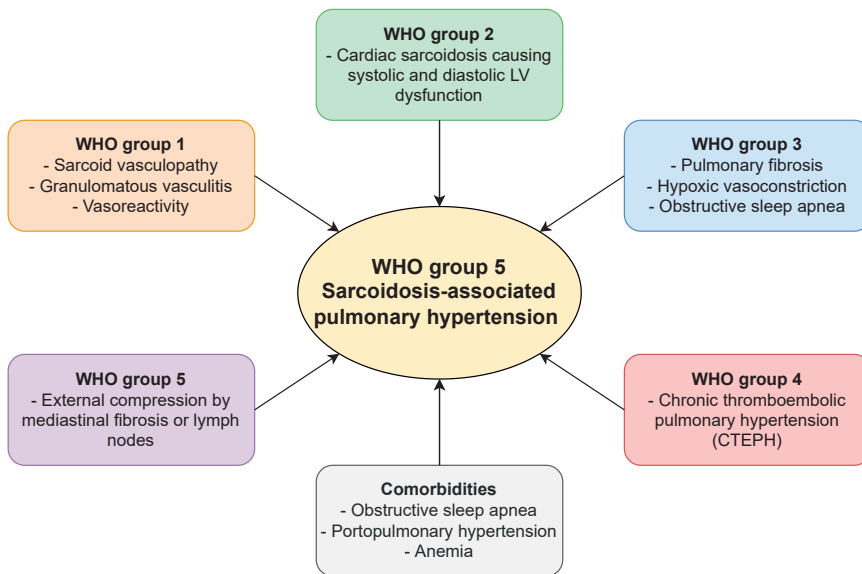 WHO group 2
- Cardiac sarcoidosis causing
systolic and diastolic LV
dysfunction
WHO group 1
- Sarcoid vasculopathy
- Granulomatous vasculitis
- Vasoreactivity
WHO group 3
- Pulmonary fibrosis
- Hypoxic vasoconstriction
- Obstructive sleep apnea
WHO group 5
Sarcoidosis-associated
pulmonary hypertension
WHO group 5
- External compression by
mediastinal fibrosis or lymph
nodes
WHO group 4
- Chronic thromboembolic
pulmonary hypertension
(CTEPH)
Comorbidities
- Obstructive sleep apnea
- Portopulmonary hypertension
- Anemia